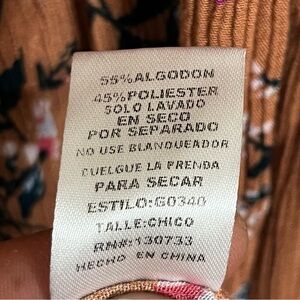 55%ALGODON
45%POLIESTER
SOLO LAVADO
EN SECO
POR SEPARADO
NO USE BLANQUEADOR
CUELGUE LA PRENDA
PARA SECAR
ESTILO:G0340
TALLE:CHICO
RN#:130733
HECHO EN CHINA